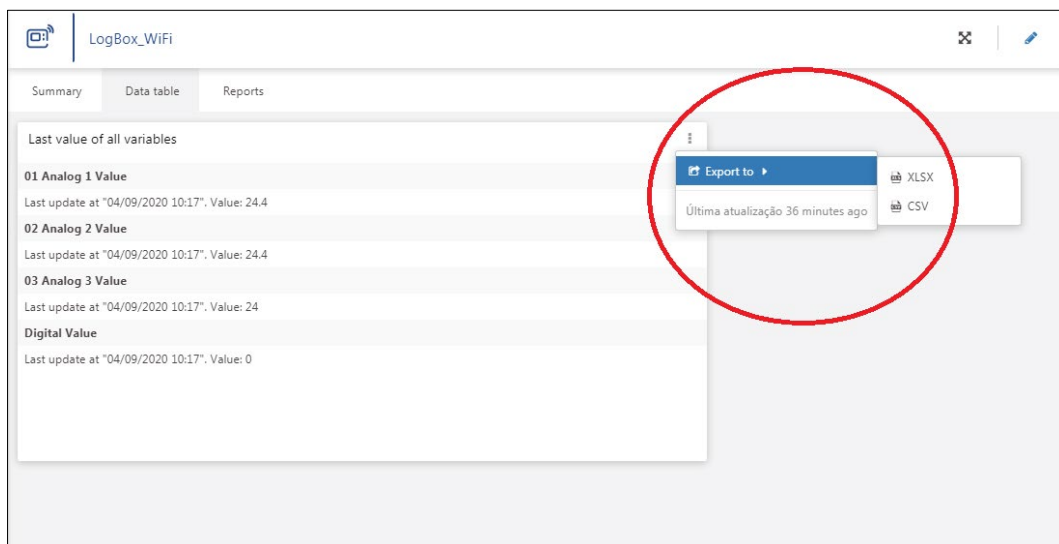 LogBox_WiFi
Summary Data table Reports
Last value of all variables
Export to
XLSX
CSV
Última atualização 36 minutes ago
01 Analog 1 Value
Last update at "04/09/2020 10:17". Value: 24.4
02 Analog 2 Value
Last update at "04/09/2020 10:17". Value: 24.4
03 Analog 3 Value
Last update at "04/09/2020 10:17". Value: 24
Digital Value
Last update at "04/09/2020 10:17". Value: 0